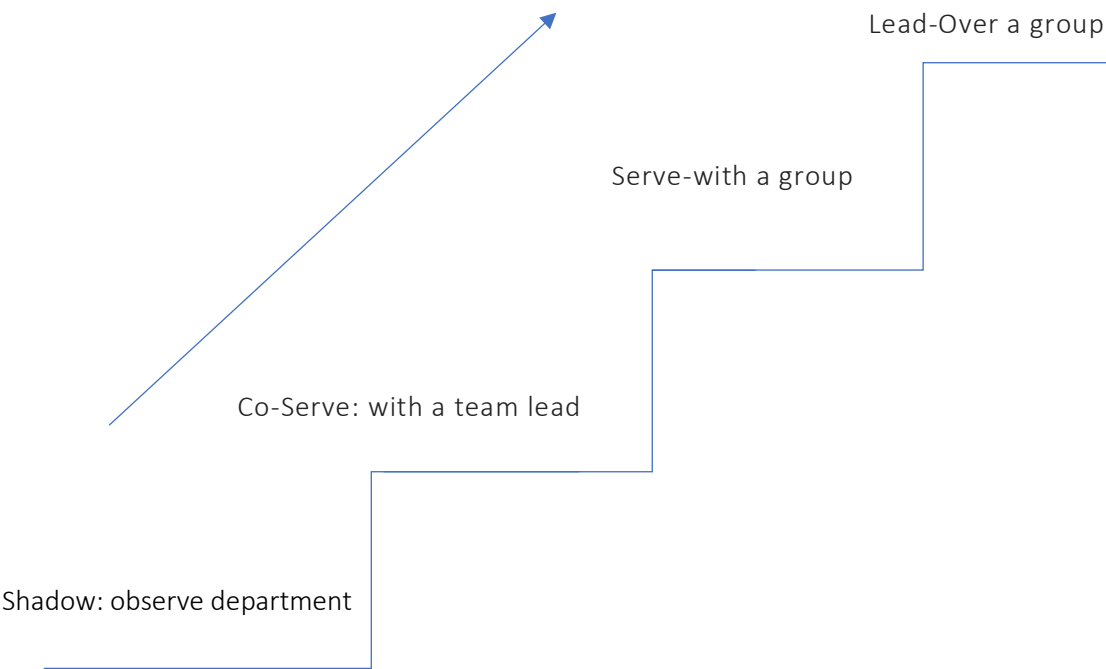 Lead-Over a group
Serve-with a group
Co-Serve: with a team lead
Shadow: observe department